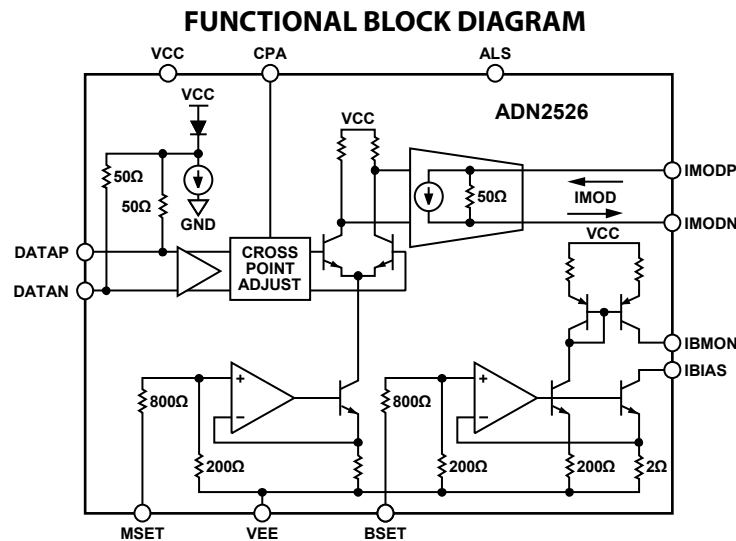 FUNCTIONAL BLOCK DIAGRAM
VCC
CPA
ALS
VCC
VCC
ADN2526
50Ω
50Ω
GND
50Ω
IMOD
IMODP
IMODN
VCC
DATAP
DATAN
CROSS
POINT
ADJUST
IBMON
IBIAS
800Ω
+
–
200Ω
800Ω
+
–
200Ω
200Ω
2Ω
MSET
VEE
BSET